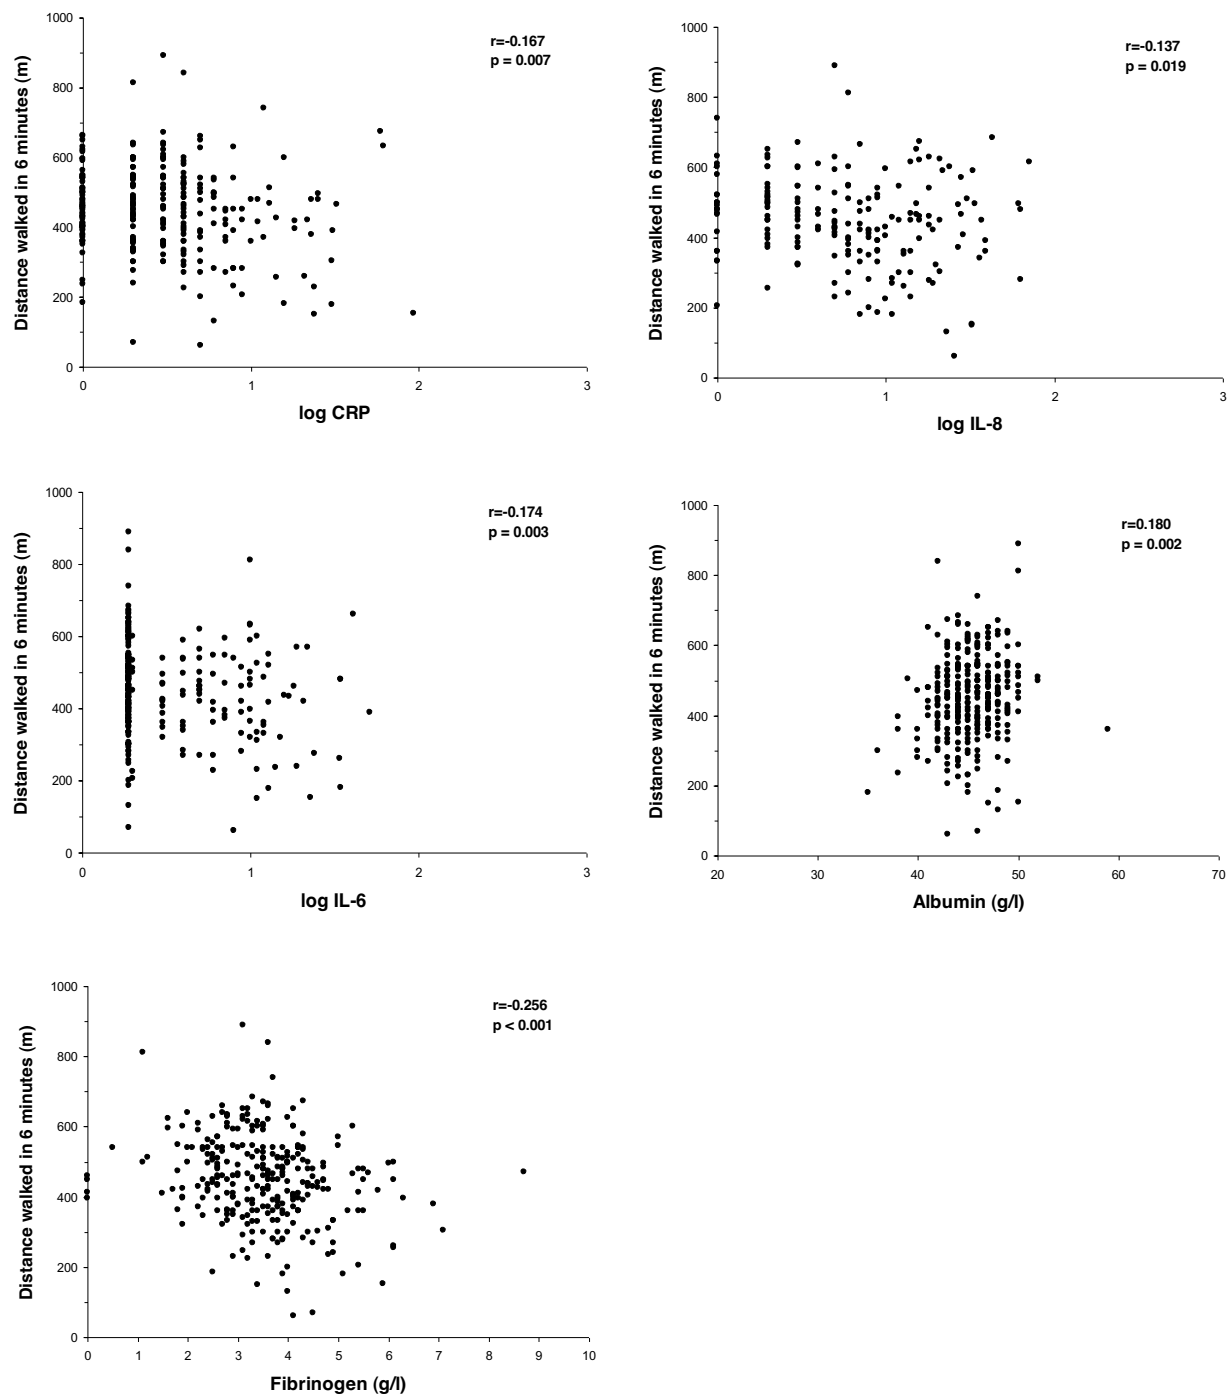 1000
r=-0.167
p = 0.007
800
600
400
200
0
Distance walked in 6 minutes (m)
0 1 2 3
log CRP
1000
r=-0.137
p = 0.019
800
600
400
200
0
Distance walked in 6 minutes (m)
0 1 2 3
log IL-8
1000
r=-0.174
p = 0.003
800
600
400
200
0
Distance walked in 6 minutes (m)
0 1 2 3
log IL-6
1000
r=0.180
p = 0.002
800
600
400
200
0
Distance walked in 6 minutes (m)
20 30 40 50 60 70
Albumin (g/l)
1000
r=-0.256
p < 0.001
800
600
400
200
0
Distance walked in 6 minutes (m)
0 1 2 3 4 5 6 7 8 9 10
Fibrinogen (g/l)